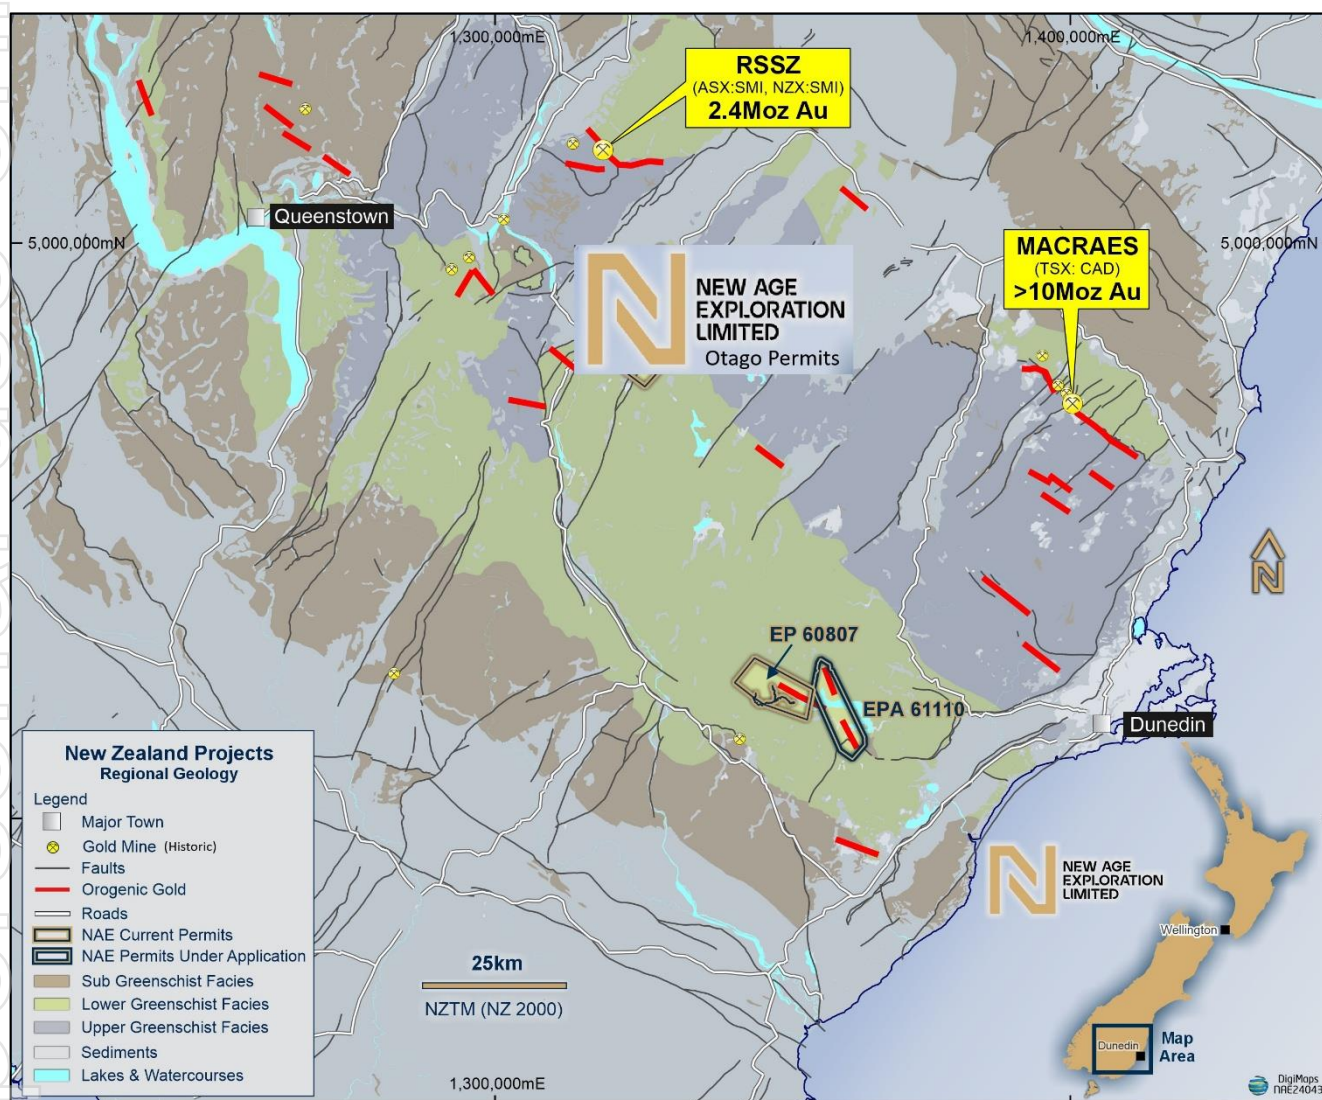 1,300,000mE
1,400,000mE
RSSZ
(ASX:SMI, NZX:SMI)
2.4Moz Au
Queenstown
5,000,000mN
MACRAES
(TSX: CAD)
>10Moz Au
5,000,000mN
N
NEW AGE
EXPLORATION
LIMITED
Otago Permits
N
EP 60807
EPA 61110
Dunedin
New Zealand Projects
Regional Geology
Legend
Major Town
Gold Mine (Historic)
Faults
Orogenic Gold
Roads
NAE Current Permits
NAE Permits Under Application
Sub Greenschist Facies
Lower Greenschist Facies
Upper Greenschist Facies
Sediments
Lakes & Watercourses
25km
NZTM (NZ 2000)
1,300,000mE
N
NEW AGE
EXPLORATION
LIMITED
Wellington
Dunedin
Map
Area
DigiMaps
NAE24043